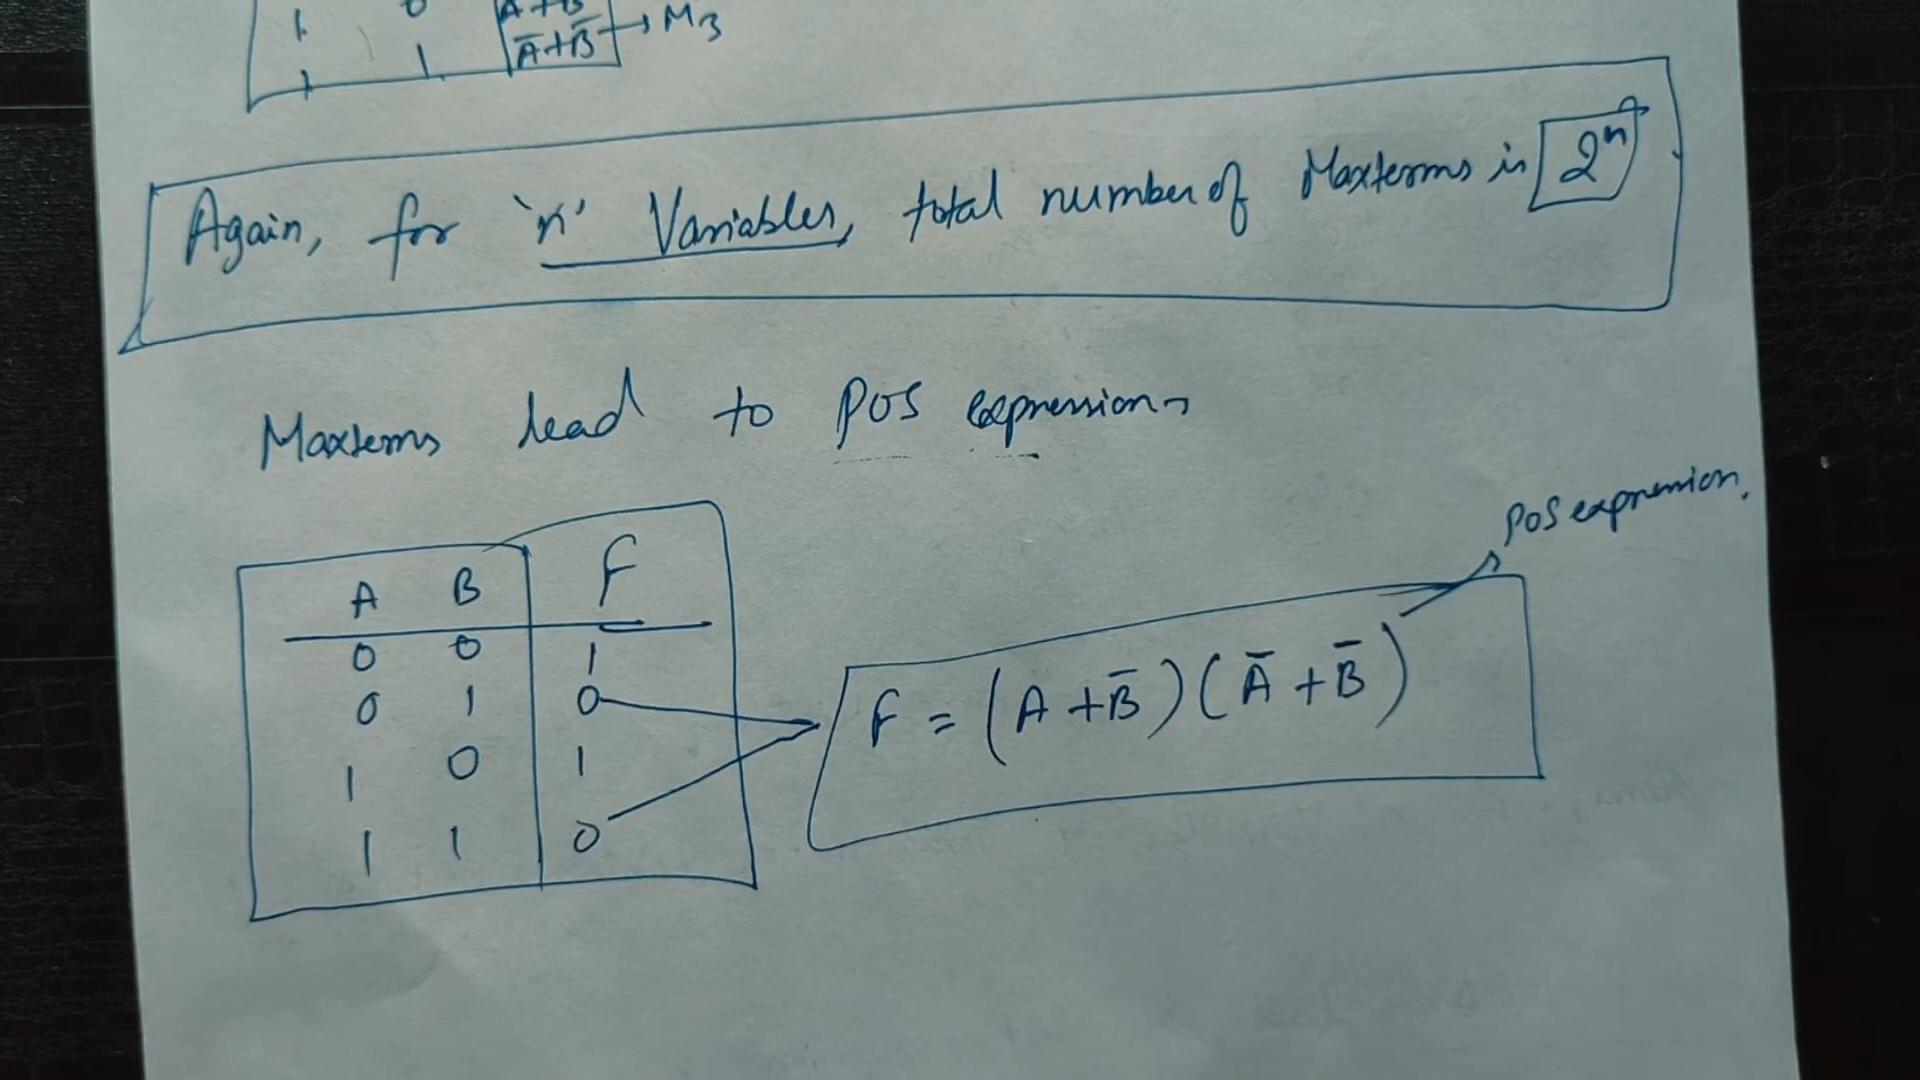 1 0 A+B
1 1 A̅+B̅ → M3
Again, for 'n' Variables, total number of Maxterms is 2ⁿ
Maxterms lead to POS expression
POS expression.
A B F
0 0 1
0 1 0
1 0 1
1 1 0
F = (A + B̅)(A̅ + B̅)